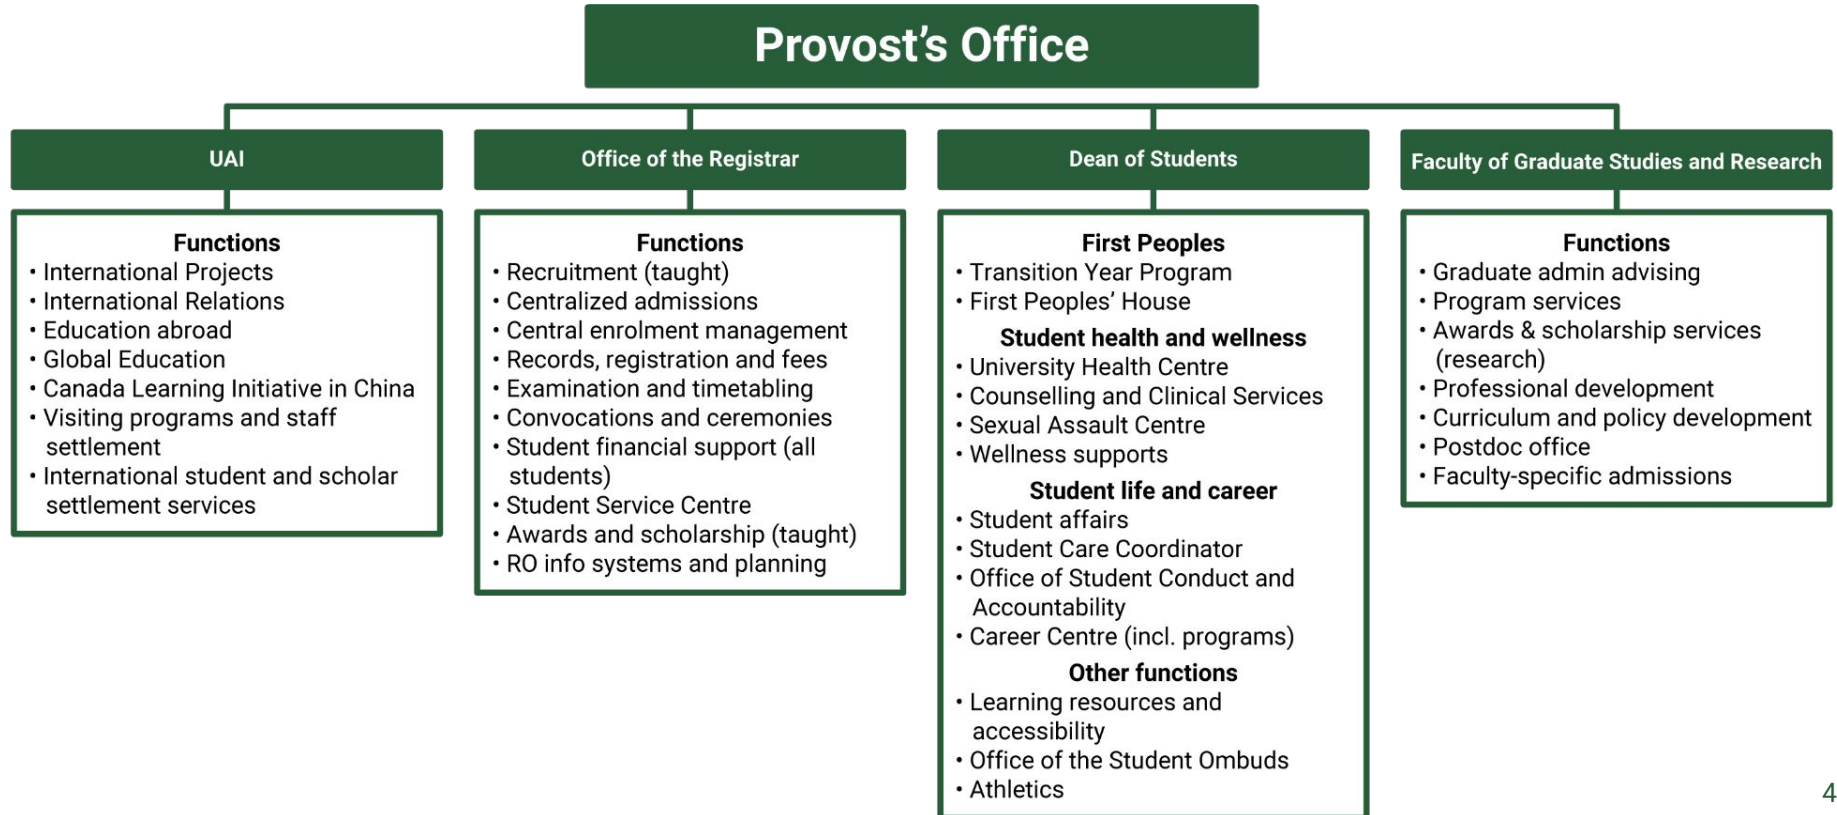 Provost’s Office
UAI
Functions
• International Projects
• International Relations
• Education abroad
• Global Education
• Canada Learning Initiative in China
• Visiting programs and staff
settlement
• International student and scholar
settlement services
Office of the Registrar
Functions
• Recruitment (taught)
• Centralized admissions
• Central enrolment management
• Records, registration and fees
• Examination and timetabling
• Convocations and ceremonies
• Student financial support (all
students)
• Student Service Centre
• Awards and scholarship (taught)
• RO info systems and planning
Dean of Students
First Peoples
• Transition Year Program
• First Peoples’ House
Student health and wellness
• University Health Centre
• Counselling and Clinical Services
• Sexual Assault Centre
• Wellness supports
Student life and career
• Student affairs
• Student Care Coordinator
• Office of Student Conduct and
Accountability
• Career Centre (incl. programs)
Other functions
• Learning resources and
accessibility
• Office of the Student Ombuds
• Athletics
Faculty of Graduate Studies and Research
Functions
• Graduate admin advising
• Program services
• Awards & scholarship services
(research)
• Professional development
• Curriculum and policy development
• Postdoc office
• Faculty-specific admissions
4